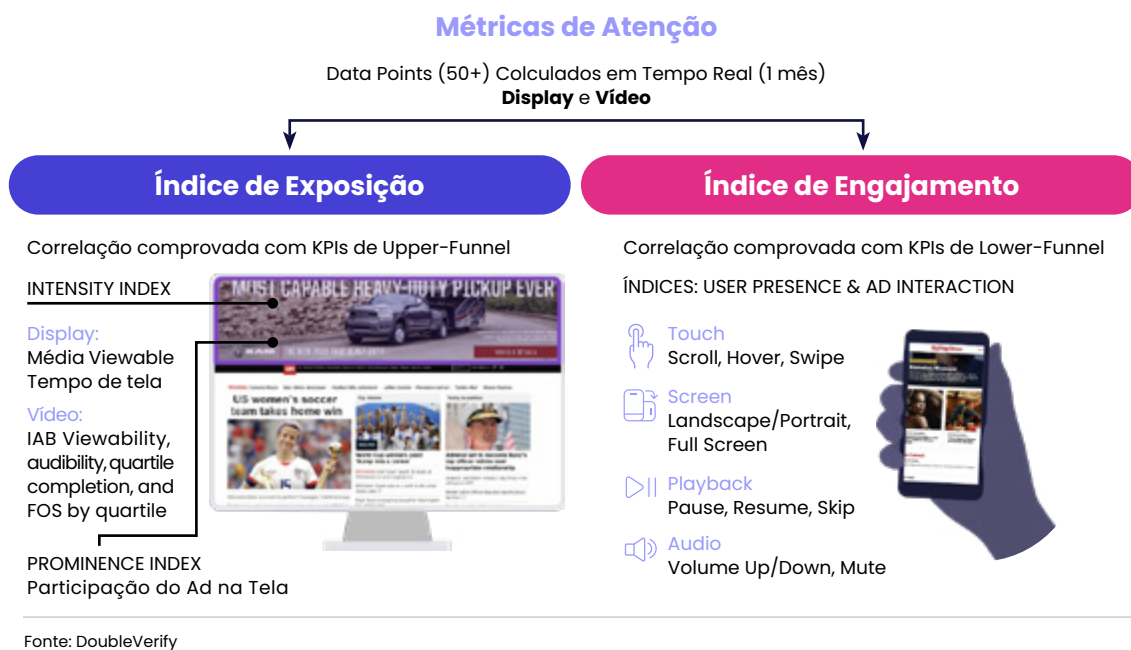 Métricas de Atenção
Data Points (50+) Calculados em Tempo Real (1 mês)
Display e Vídeo
Índice de Exposição
Correlação comprovada com KPIs de Upper-Funnel
INTENSITY INDEX
Display:
Média Viewable
Tempo de tela
Vídeo:
IAB Viewability,
audibility, quartile
completion, and
FOS by quartile
PROMINENCE INDEX
Participação do Ad na Tela
MOST CAPABLE HEAVY-DUTY PICKUP EVER
RAM
US women's soccer
team takes home win
Índice de Engajamento
Correlação comprovada com KPIs de Lower-Funnel
ÍNDICES: USER PRESENCE & AD INTERACTION
Touch
Scroll, Hover, Swipe
Screen
Landscape/Portrait,
Full Screen
Playback
Pause, Resume, Skip
Audio
Volume Up/Down, Mute
Fonte: DoubleVerify